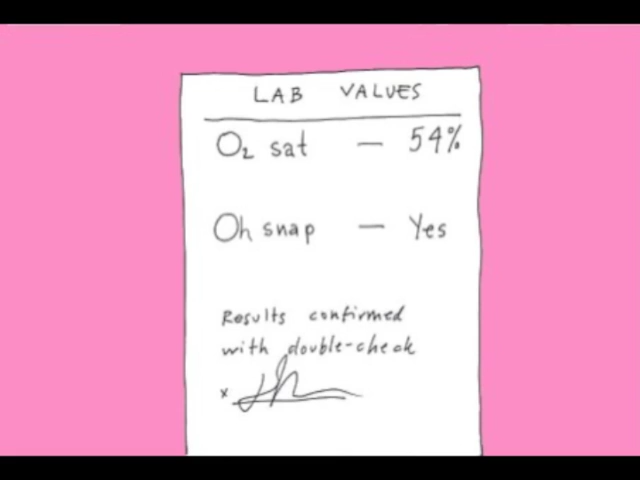 LAB VALUES
O₂ sat — 54%
Oh snap — Yes
Results confirmed
with double-check
x